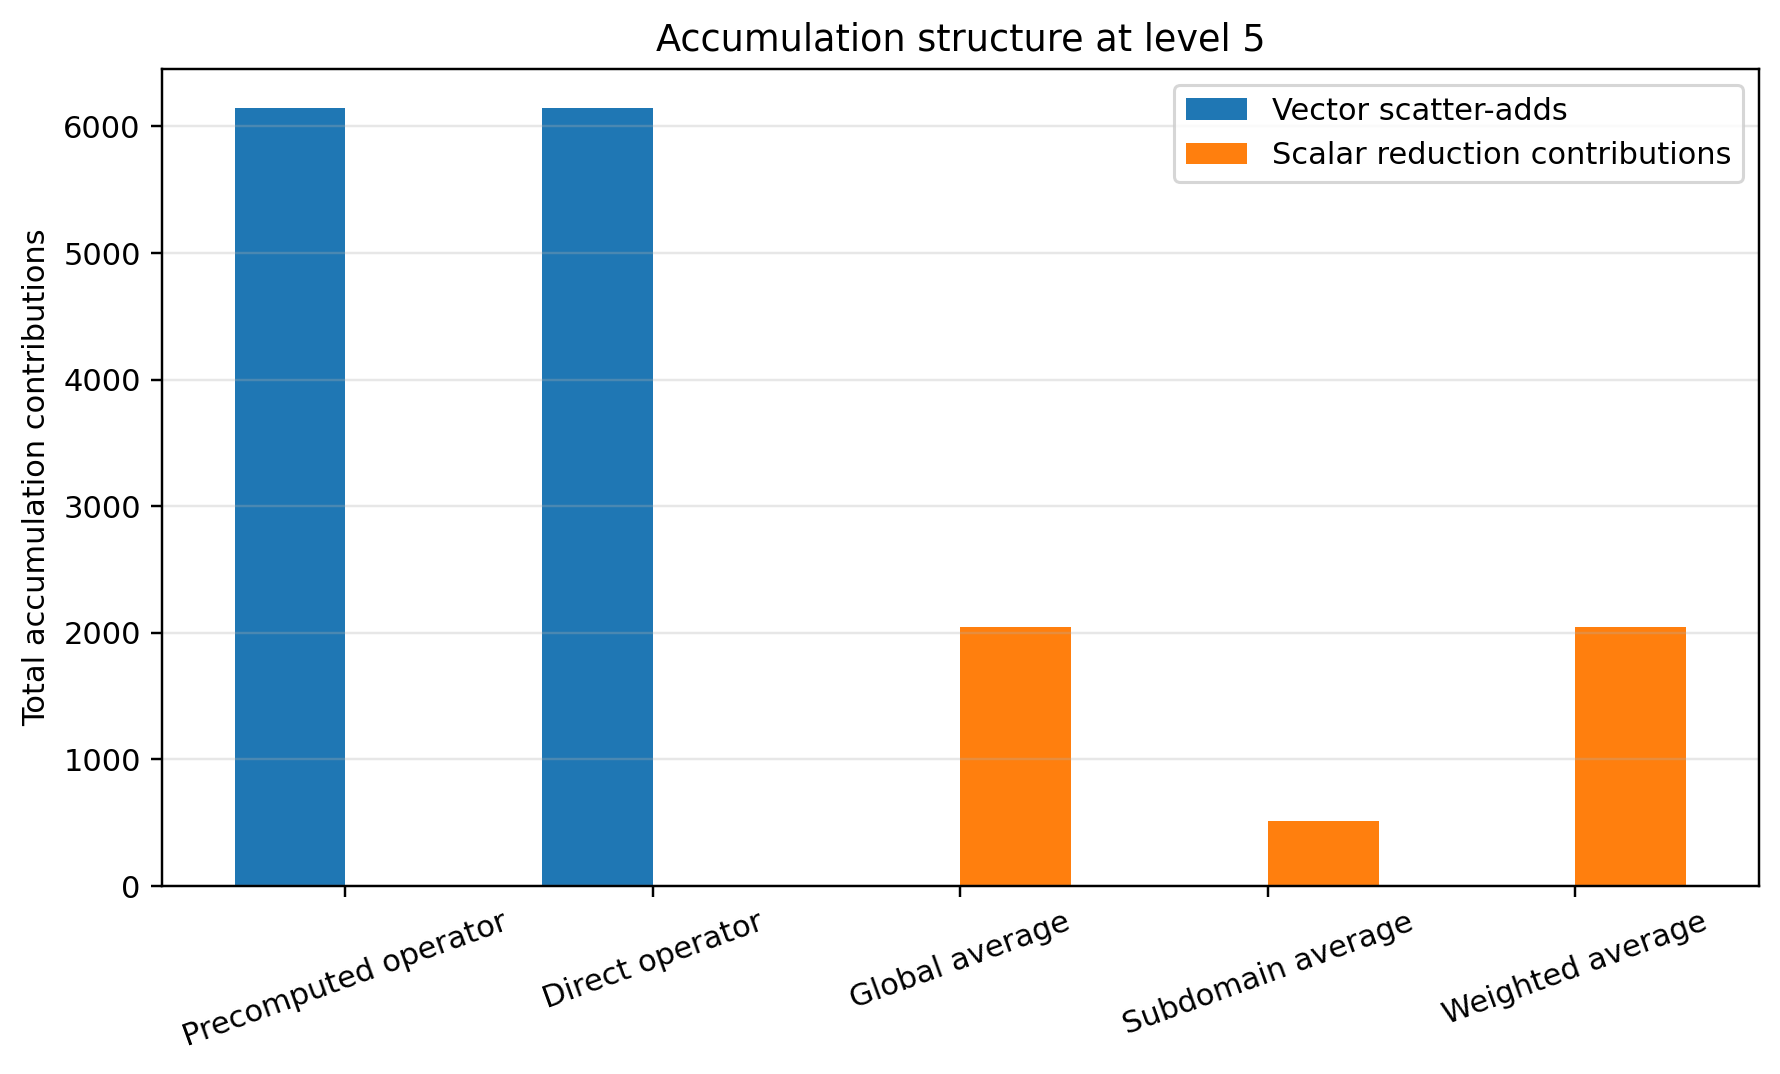 Accumulation structure at level 5
Vector scatter-adds
Scalar reduction contributions
Total accumulation contributions
6000
5000
4000
3000
2000
1000
0
Precomputed operator
Direct operator
Global average
Subdomain average
Weighted average